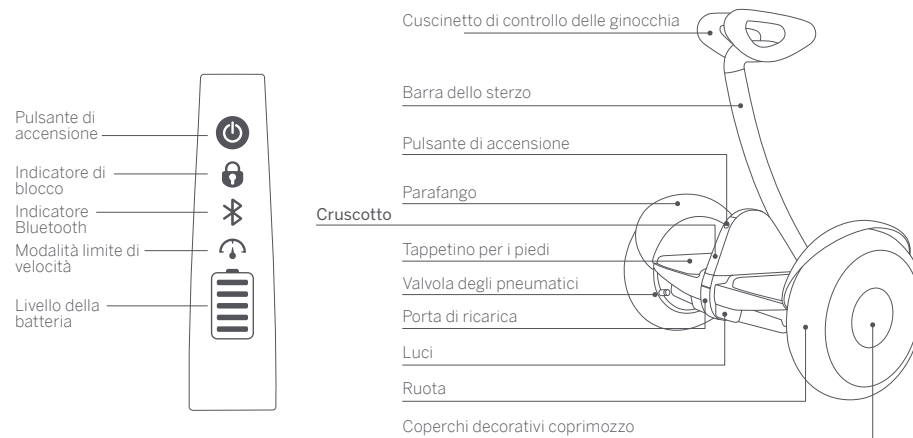 Pulsante di
accensione
Indicatore di
blocco
Indicatore
Bluetooth
Modalità limite di
velocità
Livello della
batteria
Cuscinetto di controllo delle ginocchia
Barra dello sterzo
Pulsante di accensione
Parafango
Cruscotto
Tappetino per i piedi
Valvola degli pneumatici
Porta di ricarica
Luci
Ruota
Coperchi decorativi coprimozzo